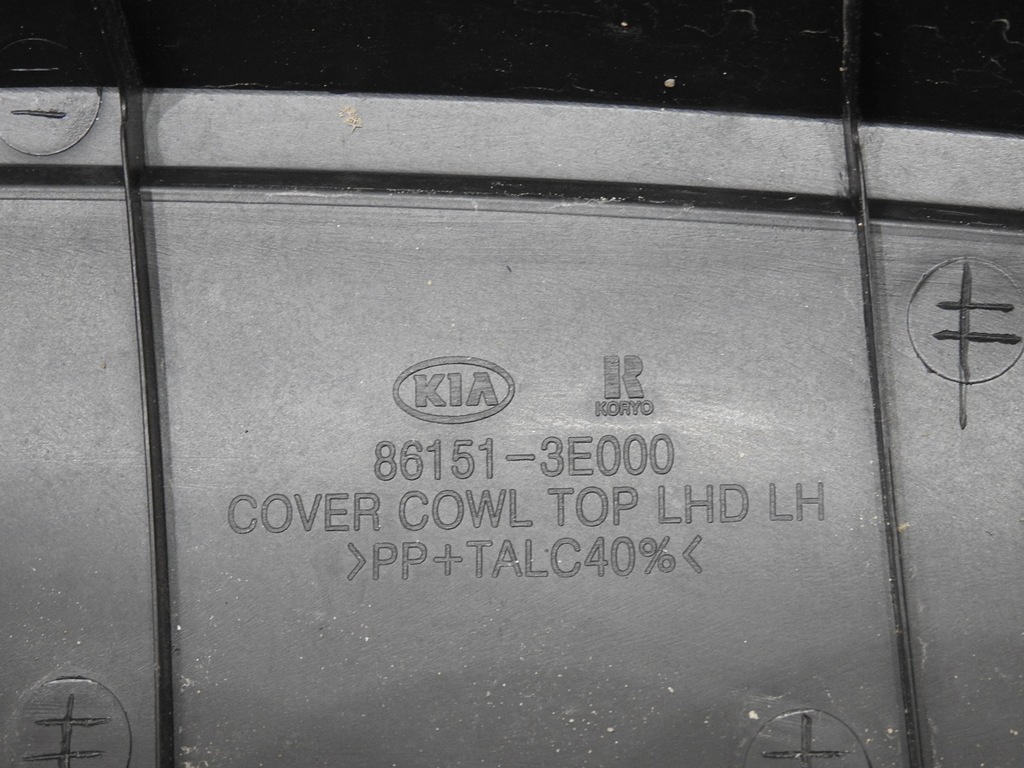 KIA
R
KORYO
86151-3E000
COVER COWL TOP LHD LH
>PP+TALC40%<